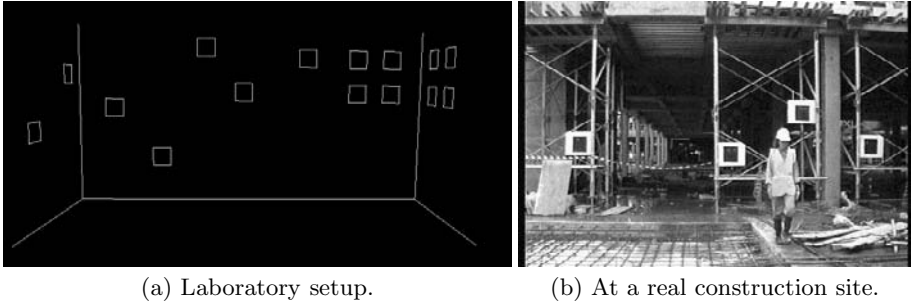 (a) Laboratory setup.
(b) At a real construction site.